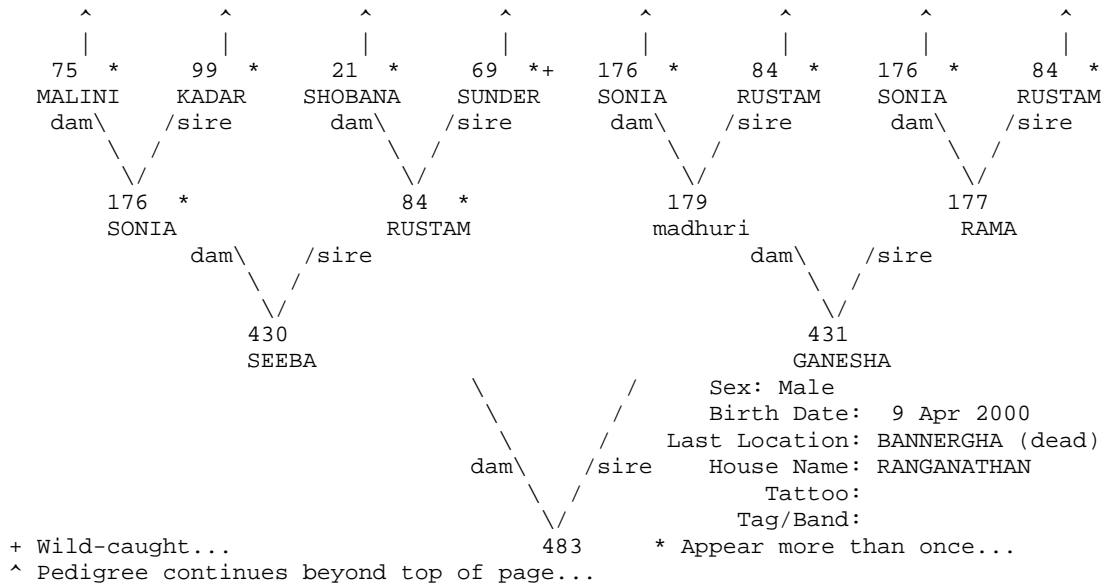 ^ ^ ^ ^ ^ ^ ^ ^
| | | | | | | |
75 * 99 * 21 * 69 *+ 176 * 84 * 176 * 84 *
MALINI KADAR SHOBANA SUNDER SONIA RUSTAM SONIA RUSTAM
dam\ /sire dam\ /sire dam\ /sire dam\ /sire
\ / \ / \ / \ /
\/ \/ \/ \/
176 * 84 * 179 177
SONIA RUSTAM madhuri RAMA
dam\ /sire dam\ /sire
\ / \ /
\/ \/
430 431
SEEBA GANESHA
\ / Sex: Male
\ / Birth Date: 9 Apr 2000
\ / Last Location: BANNERGHA (dead)
dam\ /sire House Name: RANGANATHAN
\ / Tattoo:
\/ Tag/Band:
+ Wild-caught... 483 * Appear more than once...
^ Pedigree continues beyond top of page...